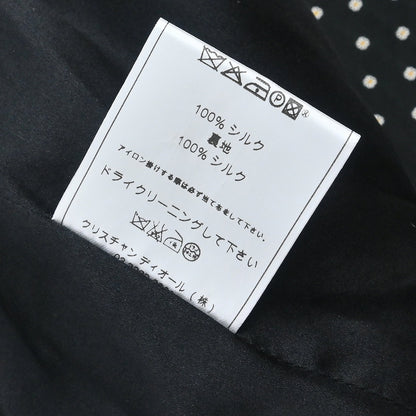 100% シルク
裏地
100% シルク
アイロン掛けする際は必ず当て布をして下さい。
ドライクリーニングして下さい
クリスチャンディオール(株)